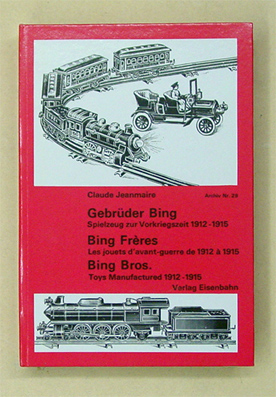 Claude Jeanmaire Archiv Nr. 29
Gebrüder Bing
Spielzeug zur Vorkriegszeit 1912-1915
Bing Frères
Les jouets d'avant-guerre de 1912 à 1915
Bing Bros.
Toys Manufactured 1912-1915
Verlag Eisenbahn